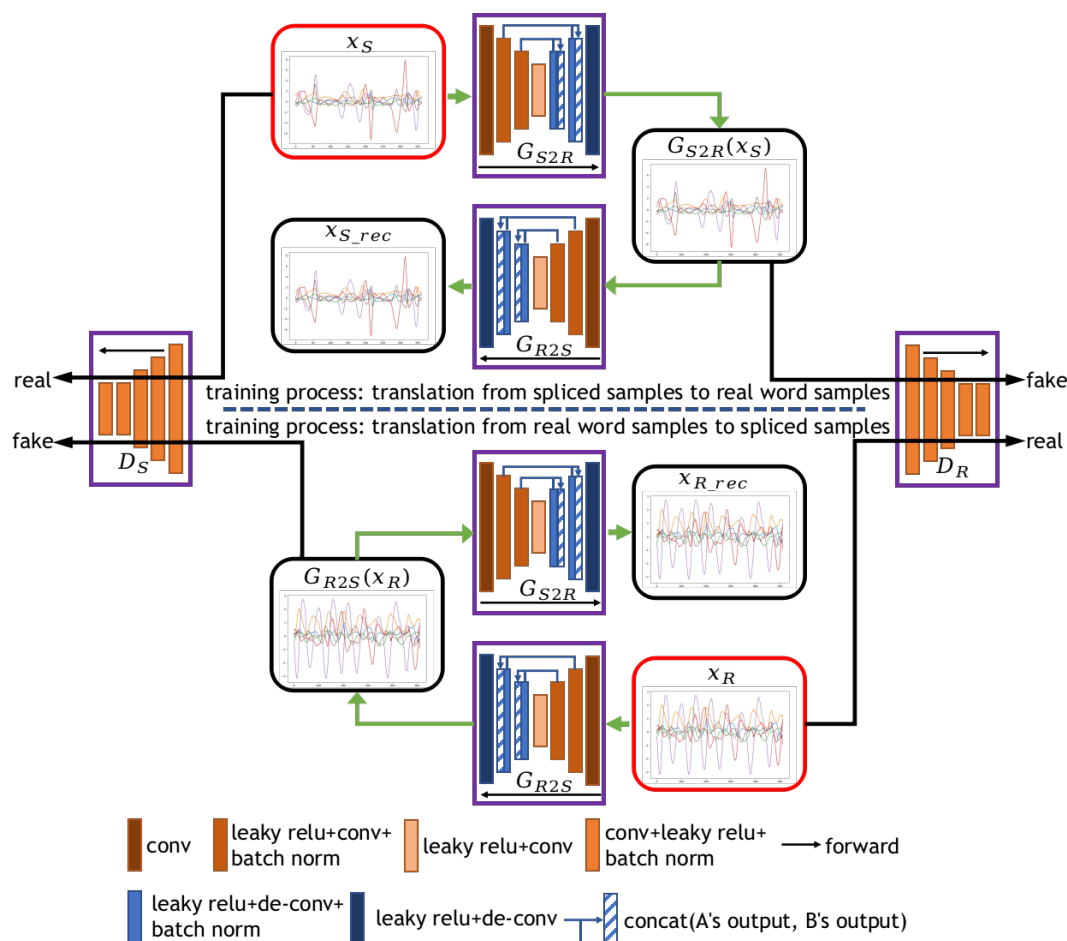 x_S
G_S2R
G_S2R(x_S)
x_S_rec
G_R2S
real
fake
D_S
training process: translation from spliced samples to real word samples
training process: translation from real word samples to spliced samples
fake
real
D_R
x_R_rec
G_S2R
G_R2S(x_R)
x_R
G_R2S
conv
leaky relu+conv+
batch norm
leaky relu+conv
conv+leaky relu+
batch norm
forward
leaky relu+de-conv+
batch norm
leaky relu+de-conv
concat(A's output, B's output)